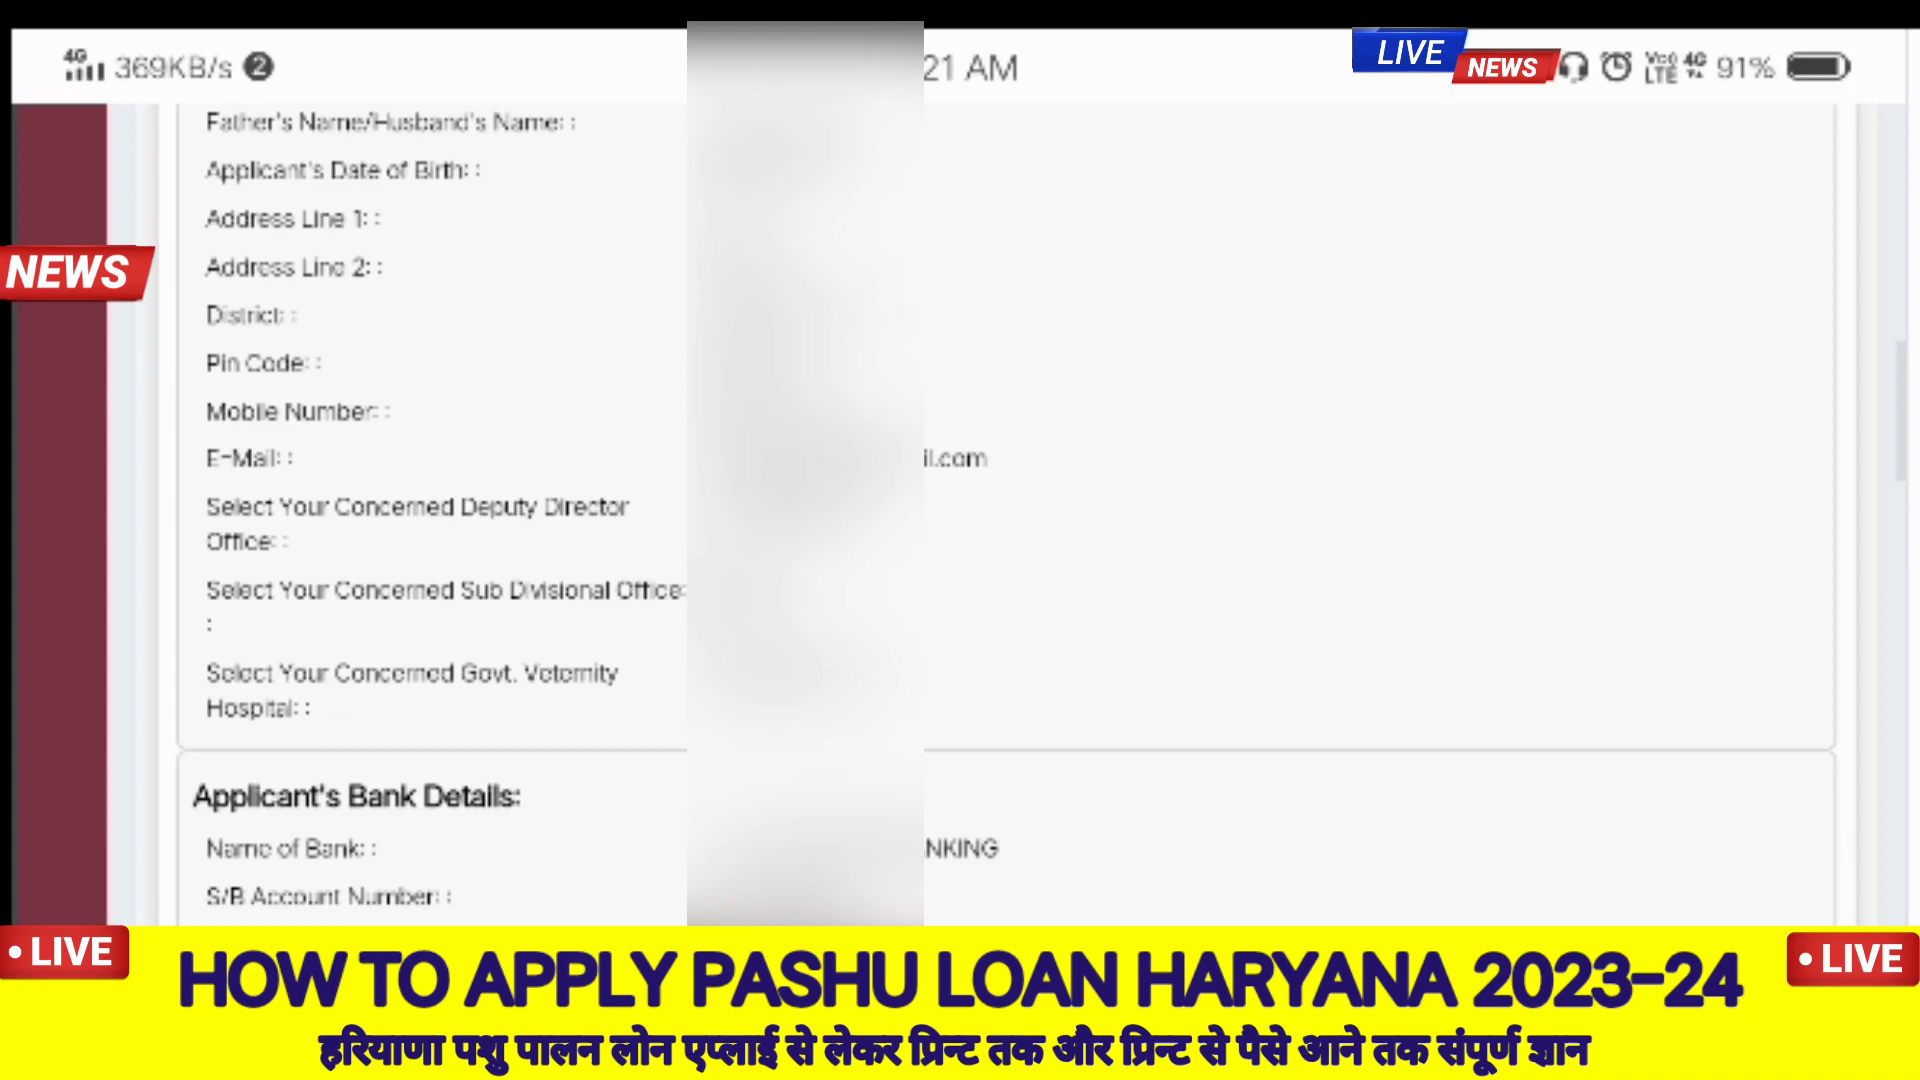 4G 369KB/s 2
21 AM
LIVE
NEWS
4G 91%
Father's Name/Husband's Name: :
Applicant's Date of Birth: :
Address Line 1: :
Address Line 2: :
NEWS
District: :
Pin Code: :
Mobile Number: :
E-Mail: : il.com
Select Your Concerned Deputy Director
Office: :
Select Your Concerned Sub Divisional Office:
:
Select Your Concerned Govt. Veternity
Hospital: :
Applicant's Bank Details:
Name of Bank: : NKING
S/B Account Number: :
• LIVE
HOW TO APPLY PASHU LOAN HARYANA 2023-24
• LIVE
हरियाणा पशु पालन लोन एप्लाई से लेकर प्रिन्ट तक और प्रिन्ट से पैसे आने तक संपूर्ण ज्ञान